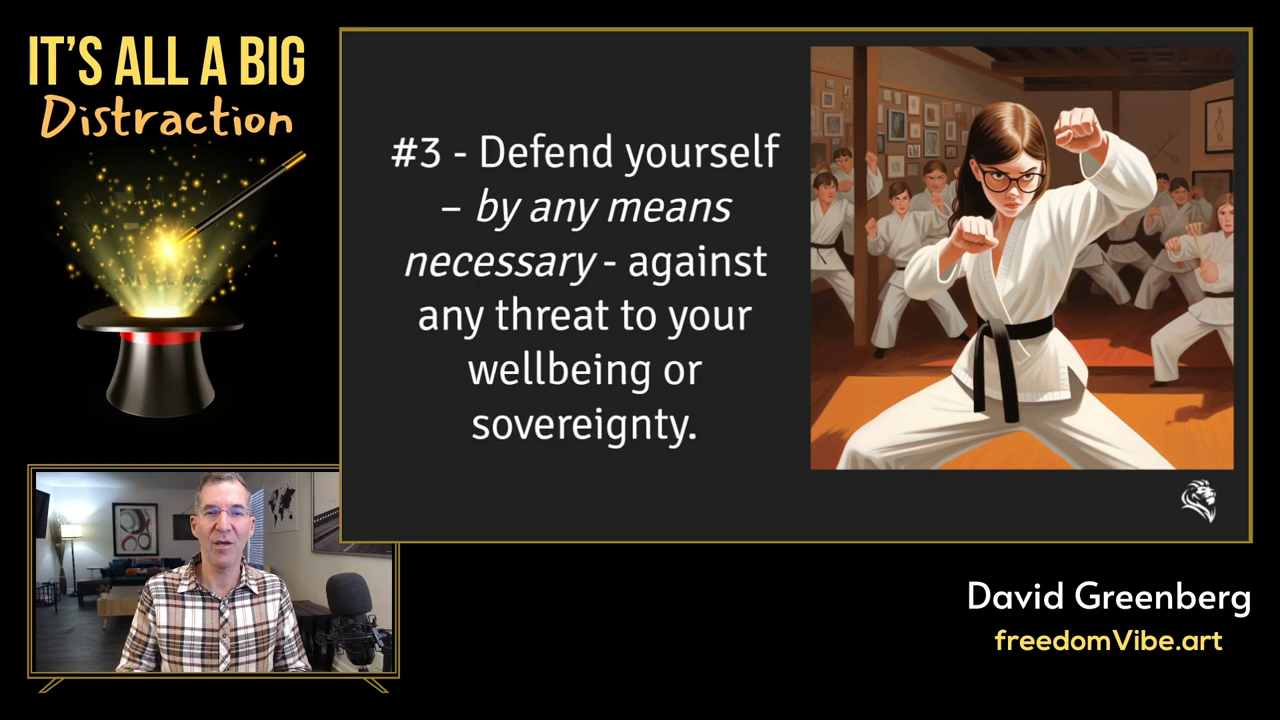 IT'S ALL A BIG
Distraction
#3 - Defend yourself
– by any means
necessary - against
any threat to your
wellbeing or
sovereignty.
David Greenberg
freedomVibe.art